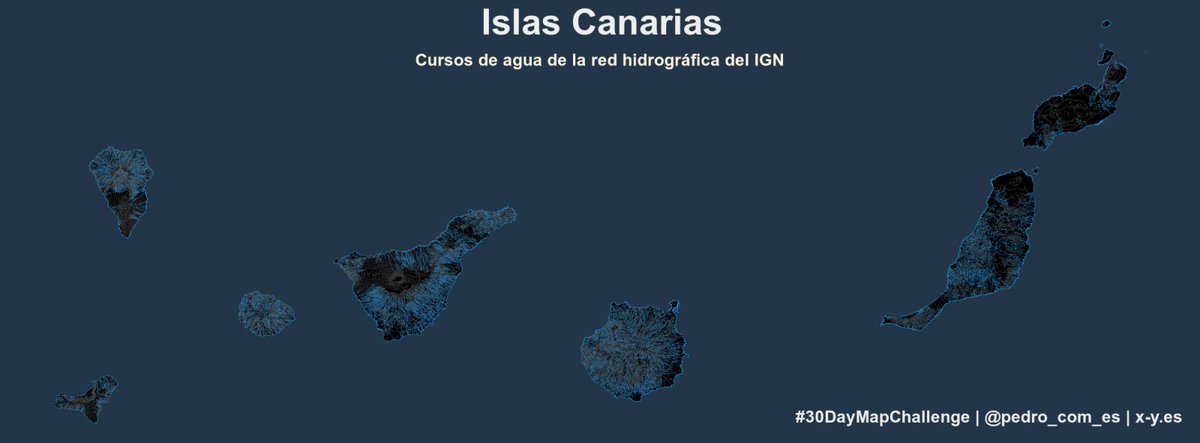 Islas Canarias
Cursos de agua de la red hidrográfica del IGN
#30DayMapChallenge | @pedro_com_es | x-y.es